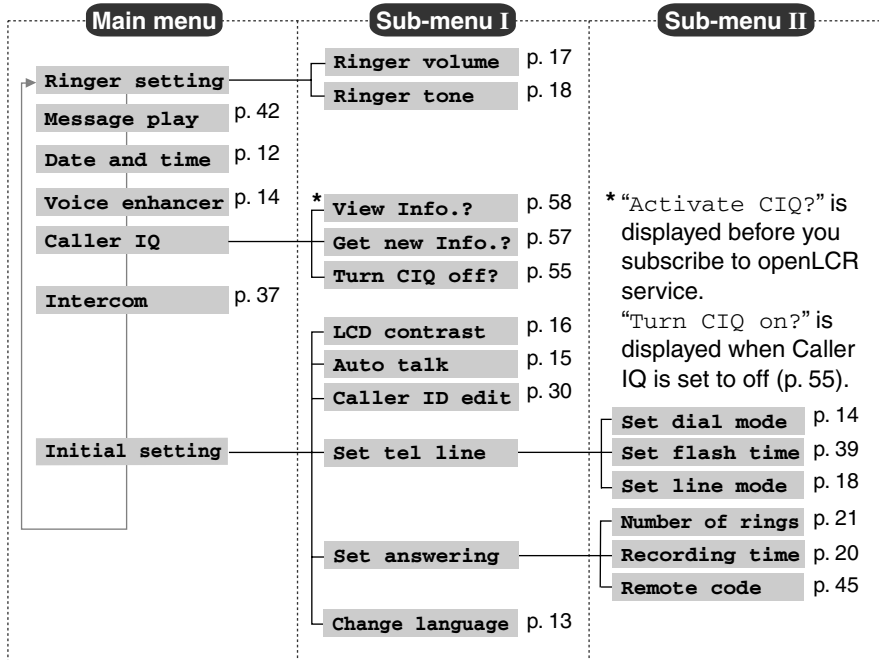 Main menu
Sub-menu I
Sub-menu II
Ringer setting
Ringer volume p. 17
Ringer tone p. 18
Message play p. 42
Date and time p. 12
Voice enhancer p. 14
Caller IQ
* View Info.? p. 58
Get new Info.? p. 57
Turn CIQ off? p. 55
* “Activate CIQ?” is
displayed before you
subscribe to openLCR
service.
“Turn CIQ on?” is
displayed when Caller
IQ is set to off (p. 55).
Intercom p. 37
Initial setting
LCD contrast p. 16
Auto talk p. 15
Caller ID edit p. 30
Set tel line
Set dial mode p. 14
Set flash time p. 39
Set line mode p. 18
Set answering
Number of rings p. 21
Recording time p. 20
Remote code p. 45
Change language p. 13